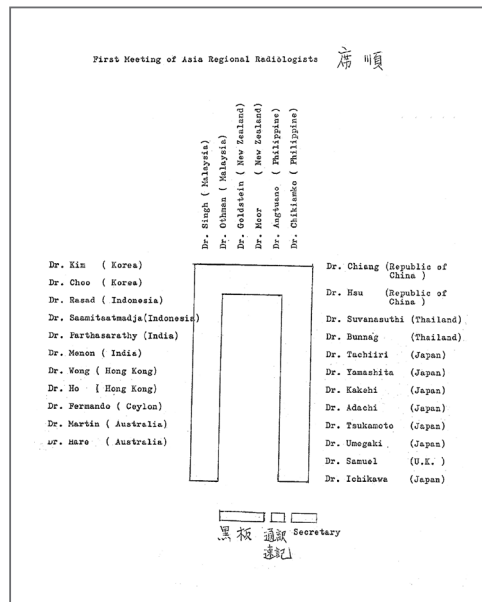 First Meeting of Asia Regional Radiologists 席順
Dr. Singh ( Malaysia)
Dr. Othman ( Malaysia)
Dr. Goldstein ( New Zealand)
Dr. Moor ( New Zealand)
Dr. Angtuano ( Philippine)
Dr. Chikiamko ( Philippine)
Dr. Kim ( Korea)
Dr. Choo ( Korea)
Dr. Rasad ( Indonesia)
Dr. Saamitaatmadja(Indonesia)
Dr. Parthasarathy (India)
Dr. Menon ( India)
Dr. Wong ( Hong Kong)
Dr. Ho ( Hong Kong)
Dr. Fermando ( Ceylon)
Dr. Martin ( Australia)
Dr. Hare ( Australia)
Dr. Chiang (Republic of
China )
Dr. Hsu (Republic of
China )
Dr. Suvanasuthi (Thailand)
Dr. Bunnag (Thailand)
Dr. Tachiiri (Japan)
Dr. Yamashita (Japan)
Dr. Kakehi (Japan)
Dr. Adachi (Japan)
Dr. Tsukamoto (Japan)
Dr. Umegaki (Japan)
Dr. Samuel (U.K. )
Dr. Ichikawa (Japan)
黒板 通訳 Secretary
速記